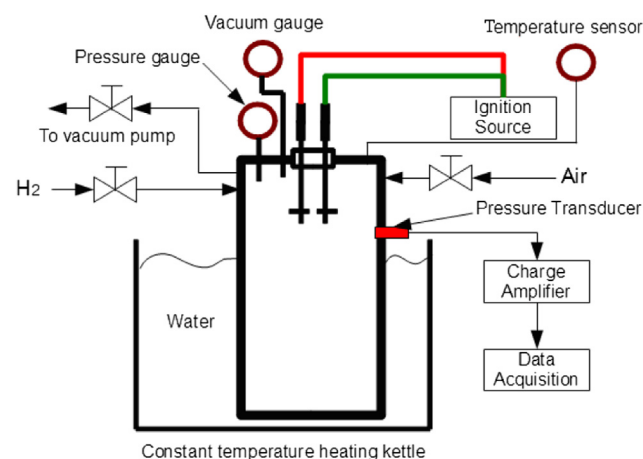 Vacuum gauge
Temperature sensor
Pressure gauge
Ignition
Source
To vacuum pump
H2
Air
Pressure Transducer
Charge
Amplifier
Water
Data
Acquisition
Constant temperature heating kettle